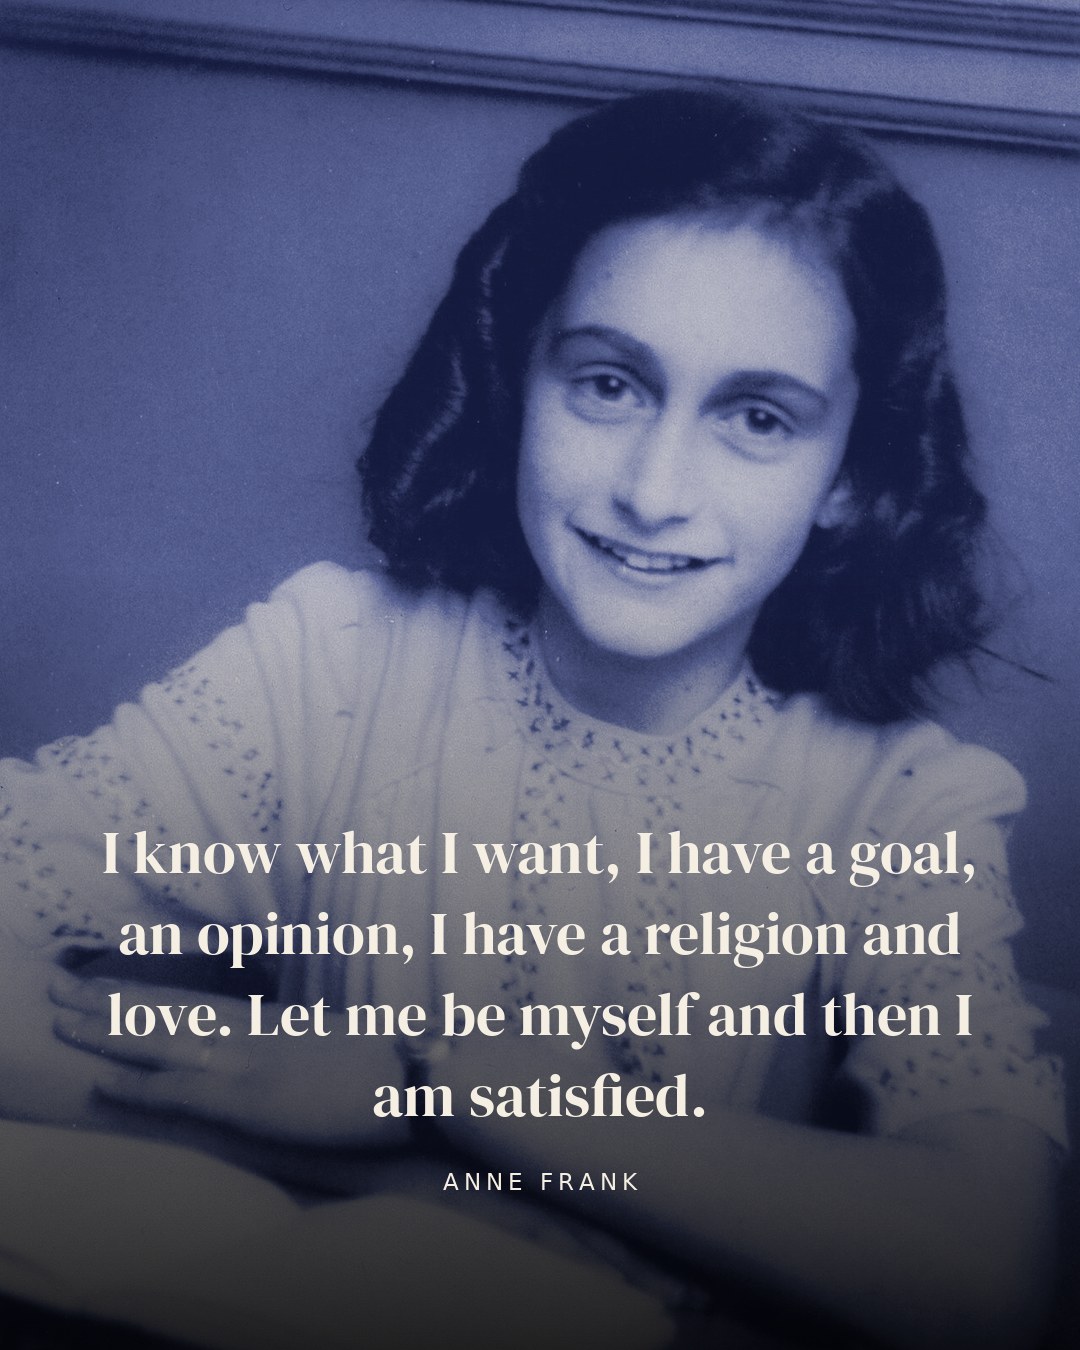 I know what I want, I have a goal,
an opinion, I have a religion and
love. Let me be myself and then I
am satisfied.
ANNE FRANK